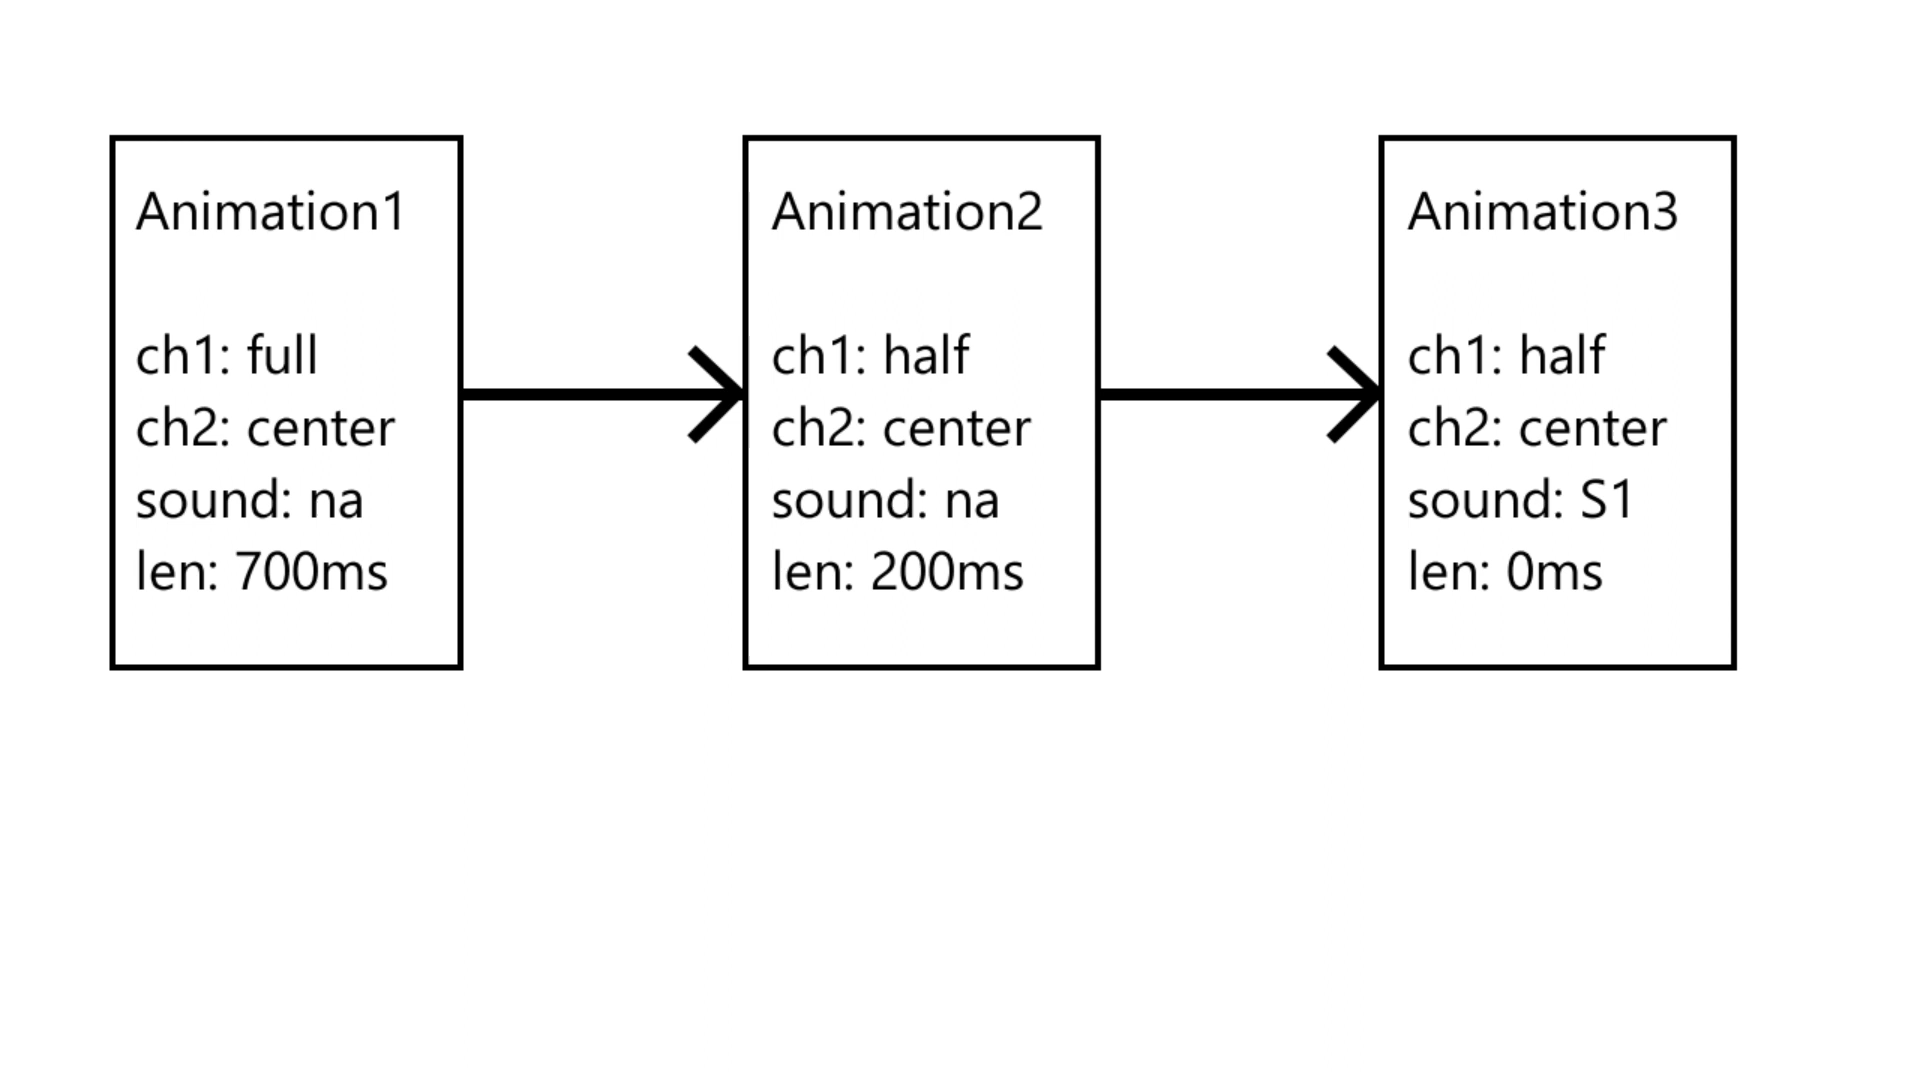 Animation1
ch1: full
ch2: center
sound: na
len: 700ms
Animation2
ch1: half
ch2: center
sound: na
len: 200ms
Animation3
ch1: half
ch2: center
sound: S1
len: 0ms